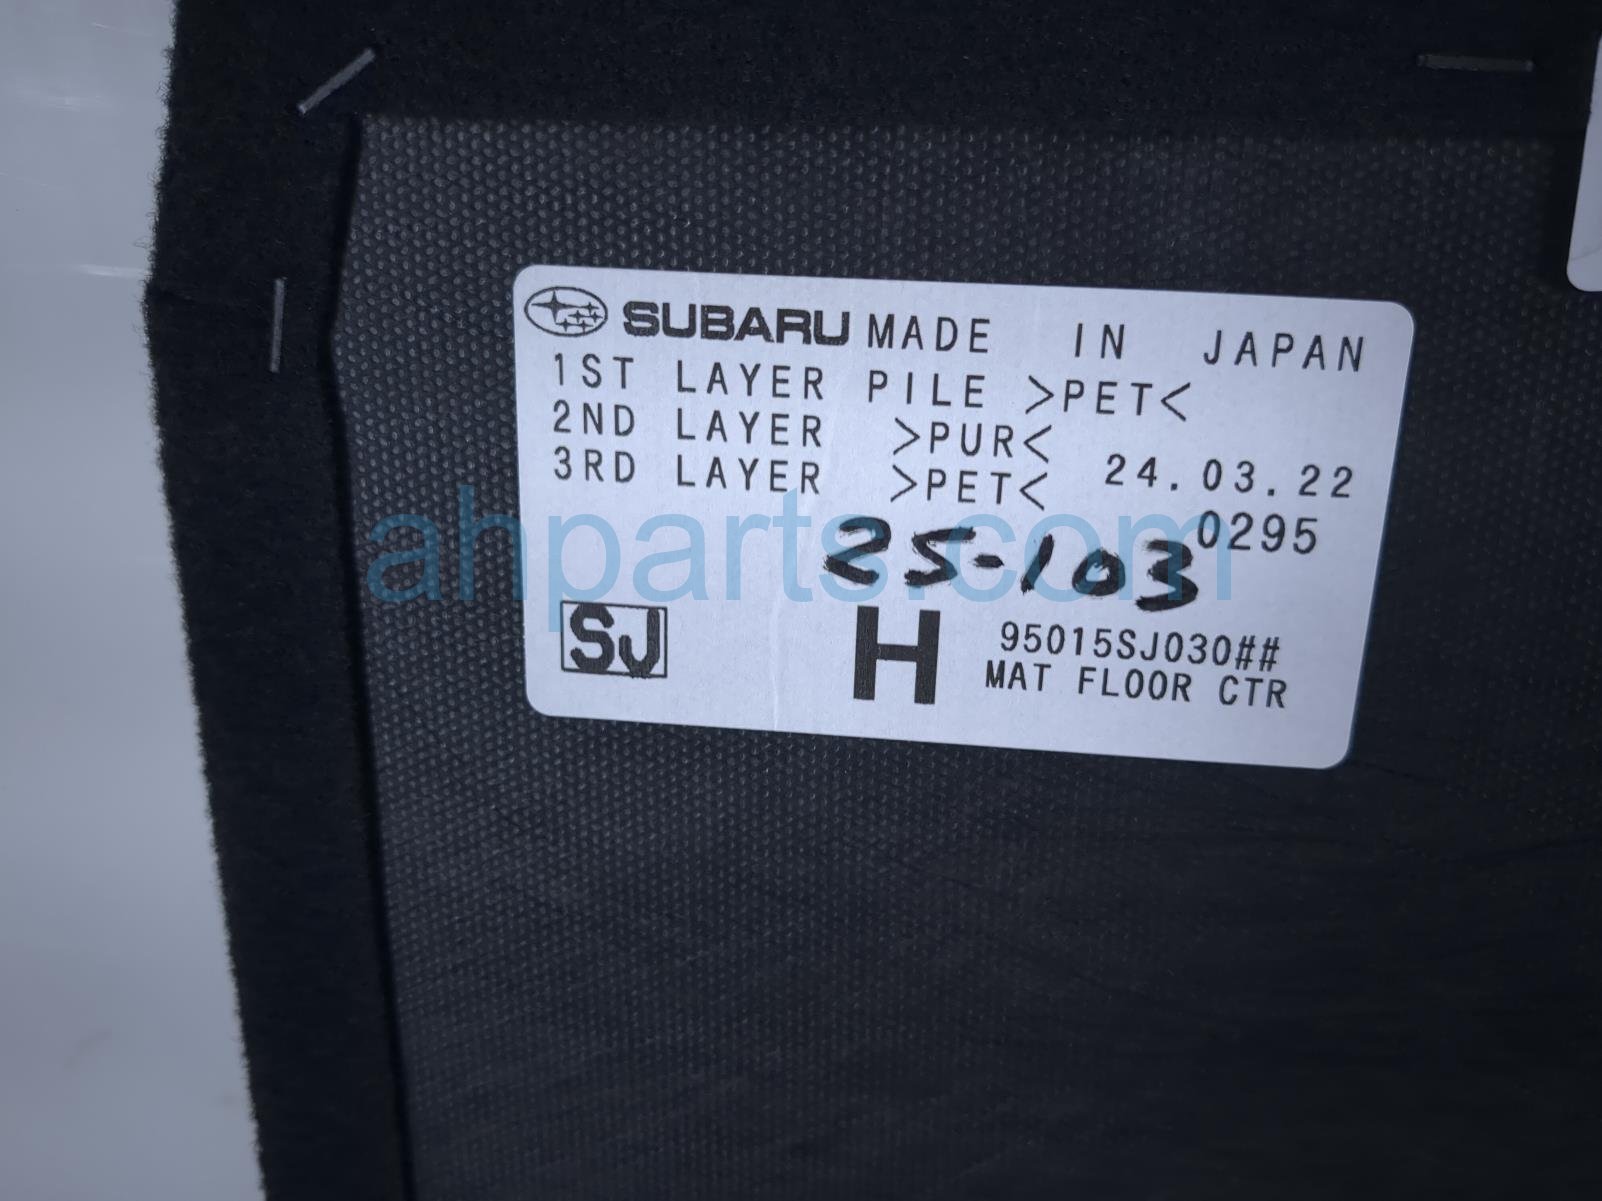 SUBARU MADE IN JAPAN
1ST LAYER PILE >PET<
2ND LAYER >PUR<
3RD LAYER >PET< 24.03.22
0295
25-103
SJ H 95015SJ030##
MAT FLOOR CTR
ahparts.com